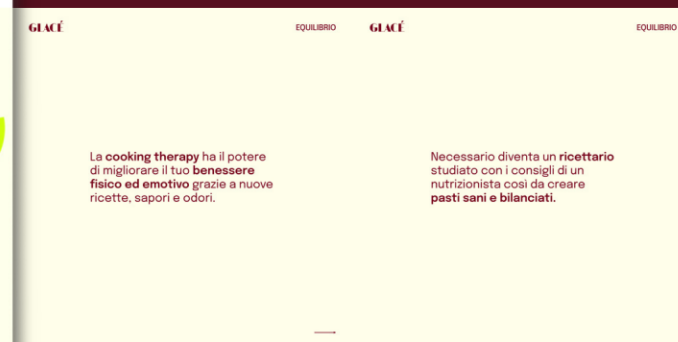 GLACÉ
EQUILIBRIO
La cooking therapy ha il potere
di migliorare il tuo benessere
fisico ed emotivo grazie a nuove
ricette, sapori e odori.
GLACÉ
EQUILIBRIO
Necessario diventa un ricettario
studiato con i consigli di un
nutrizionista così da creare
pasti sani e bilanciati.